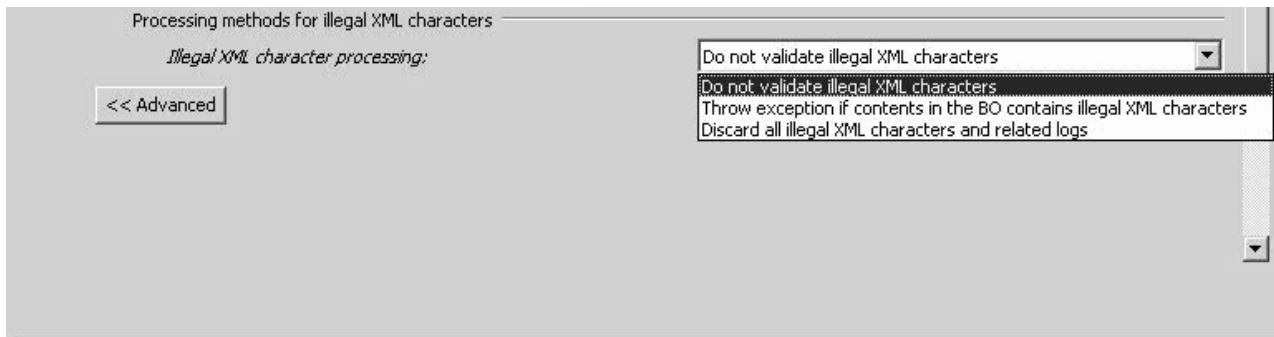 Processing methods for illegal XML characters
Illegal XML character processing:
Do not validate illegal XML characters
Do not validate illegal XML characters
<< Advanced
Throw exception if contents in the BO contains illegal XML characters
Discard all illegal XML characters and related logs